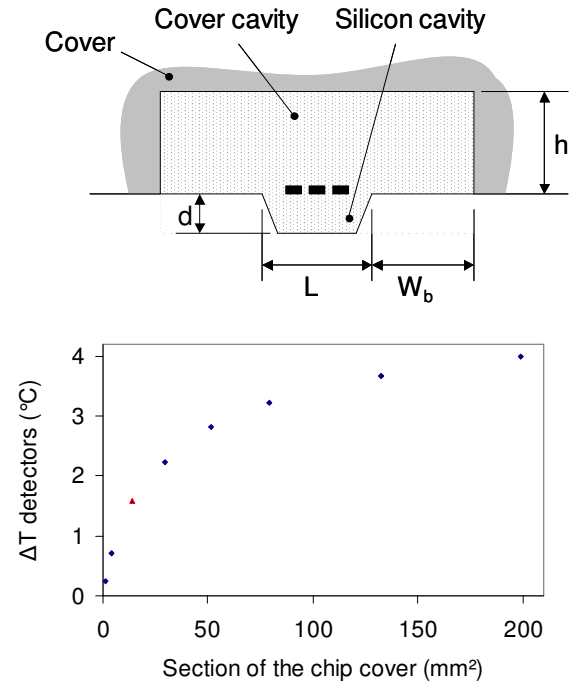 Cover cavity Silicon cavity
Cover
h
d
L W_b
4
3
2
1
0
ΔT detectors (°C)
0 50 100 150 200
Section of the chip cover (mm²)